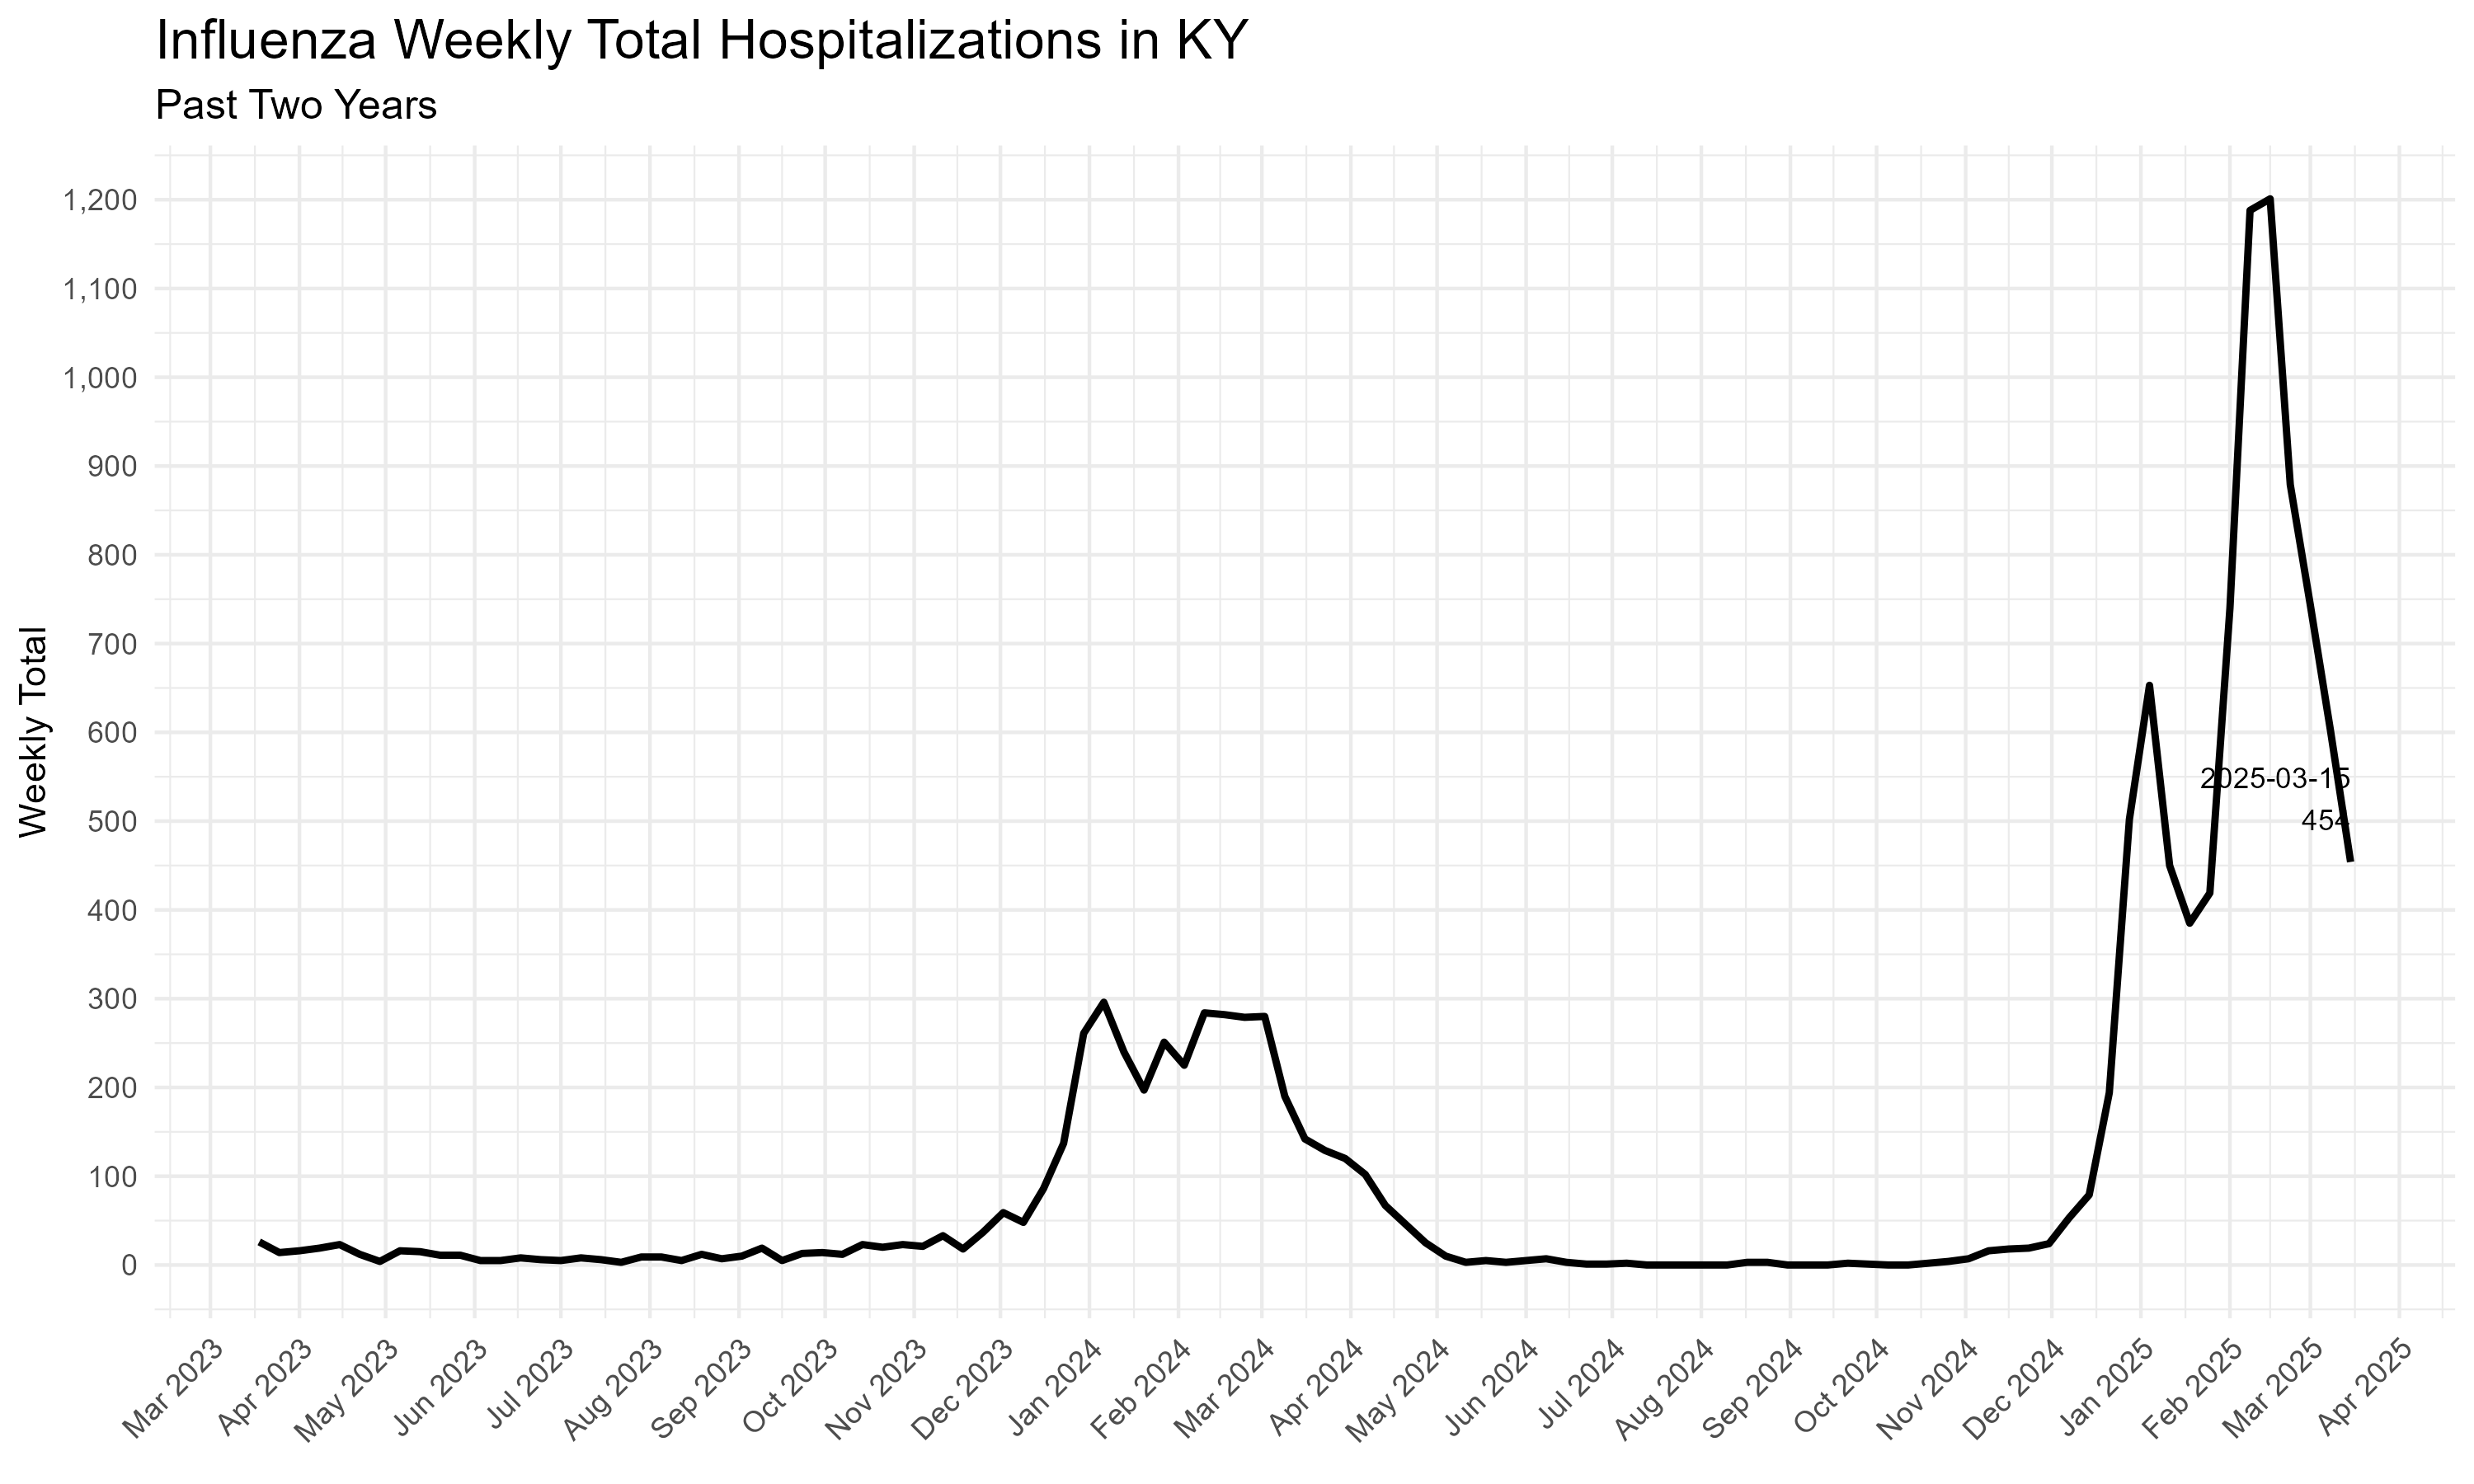 Influenza Weekly Total Hospitalizations in KY
Past Two Years
Weekly Total
1,200
1,100
1,000
900
800
700
600
500
400
300
200
100
0
2025-03-15
454
Mar 2023
Apr 2023
May 2023
Jun 2023
Jul 2023
Aug 2023
Sep 2023
Oct 2023
Nov 2023
Dec 2023
Jan 2024
Feb 2024
Mar 2024
Apr 2024
May 2024
Jun 2024
Jul 2024
Aug 2024
Sep 2024
Oct 2024
Nov 2024
Dec 2024
Jan 2025
Feb 2025
Mar 2025
Apr 2025